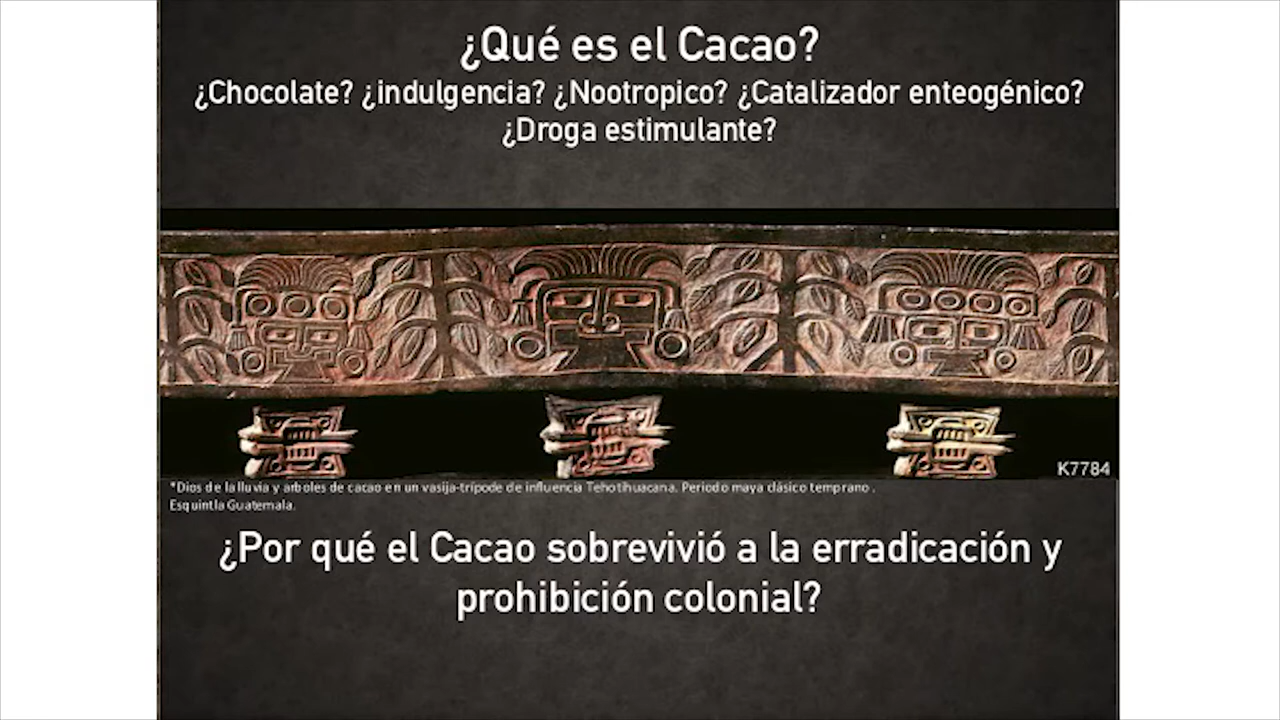 ¿Qué es el Cacao?
¿Chocolate? ¿indulgencia? ¿Nootropico? ¿Catalizador enteogénico?
¿Droga estimulante?
K7784
*Dios de la lluvia y arboles de cacao en un vasija-trípode de influencia Tehotihuacana. Periodo maya clásico temprano .
Esquintla Guatemala.
¿Por qué el Cacao sobrevivió a la erradicación y
prohibición colonial?